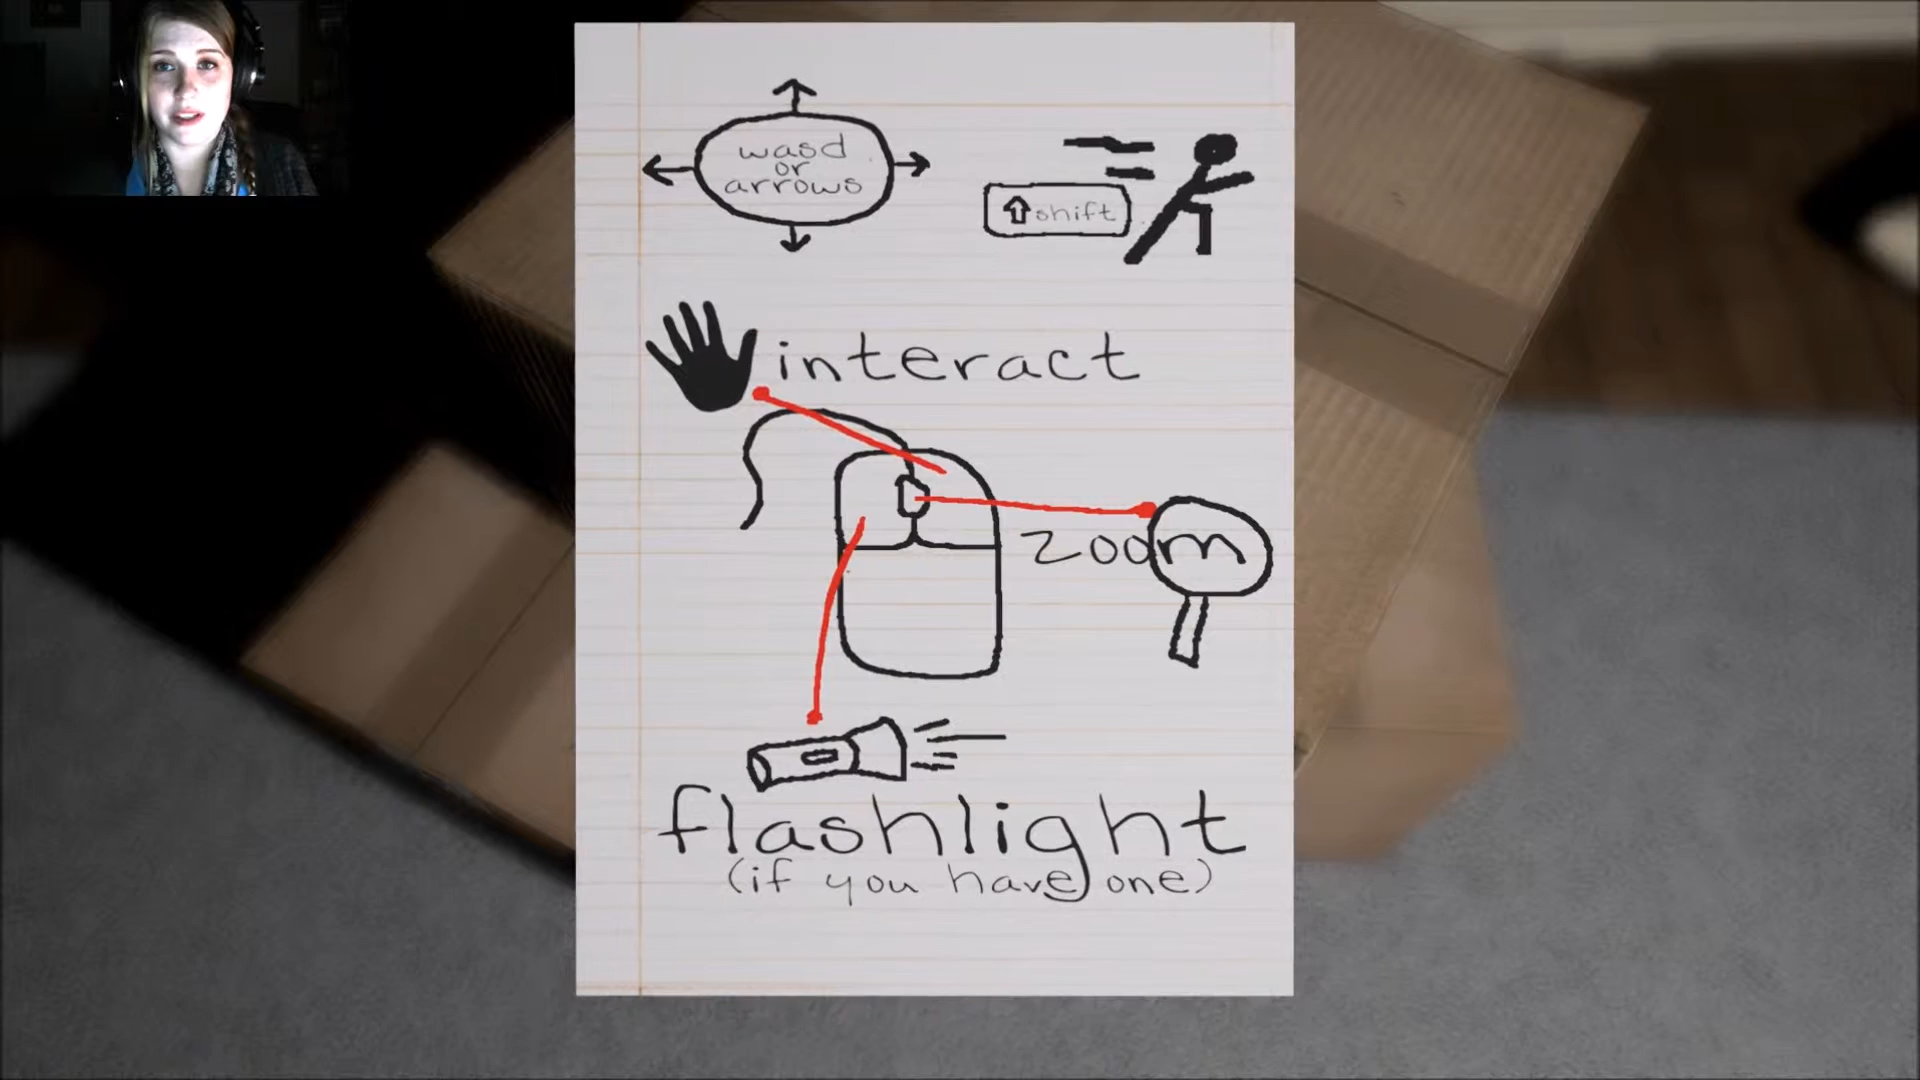 wasd
or
arrows
shift
interact
zoom
flashlight
(if you have one)